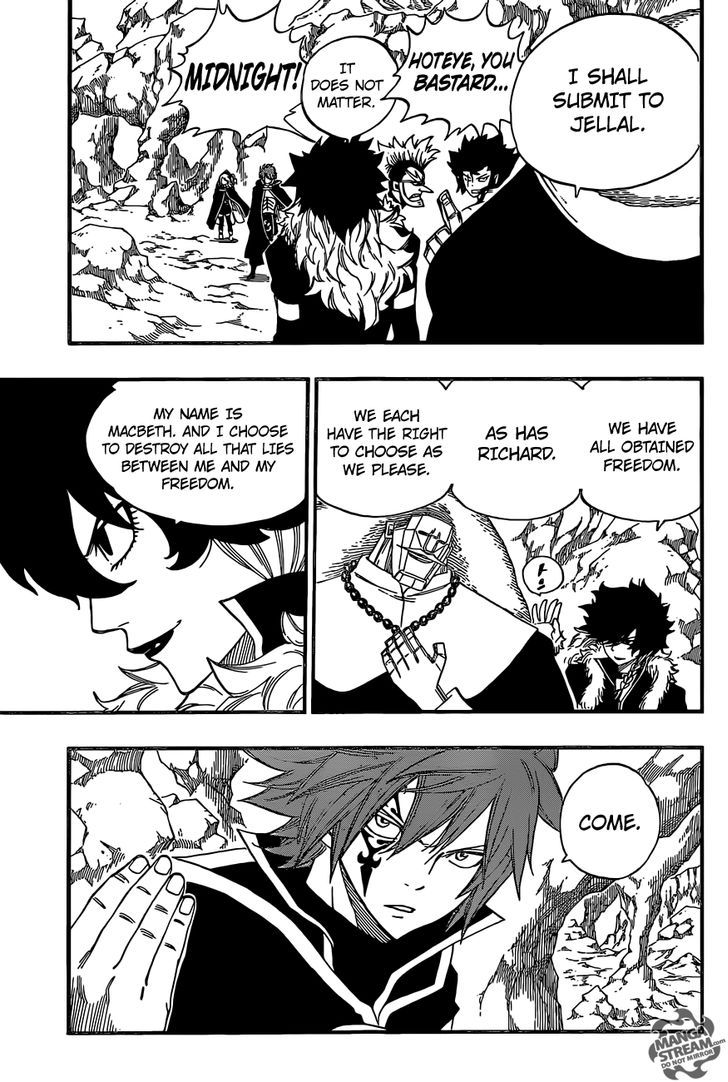 I SHALL
SUBMIT TO
JELLAL.
HOTEYE, YOU
BASTARD...
IT
DOES NOT
MATTER.
MIDNIGHT!
WE HAVE
ALL OBTAINED
FREEDOM.
AS HAS
RICHARD.
WE EACH
HAVE THE RIGHT
TO CHOOSE AS
WE PLEASE.
トン
MY NAME IS
MACBETH. AND I CHOOSE
TO DESTROY ALL THAT LIES
BETWEEN ME AND MY
FREEDOM.
COME.
MANGA
STREAM.com
DO NOT MIRROR